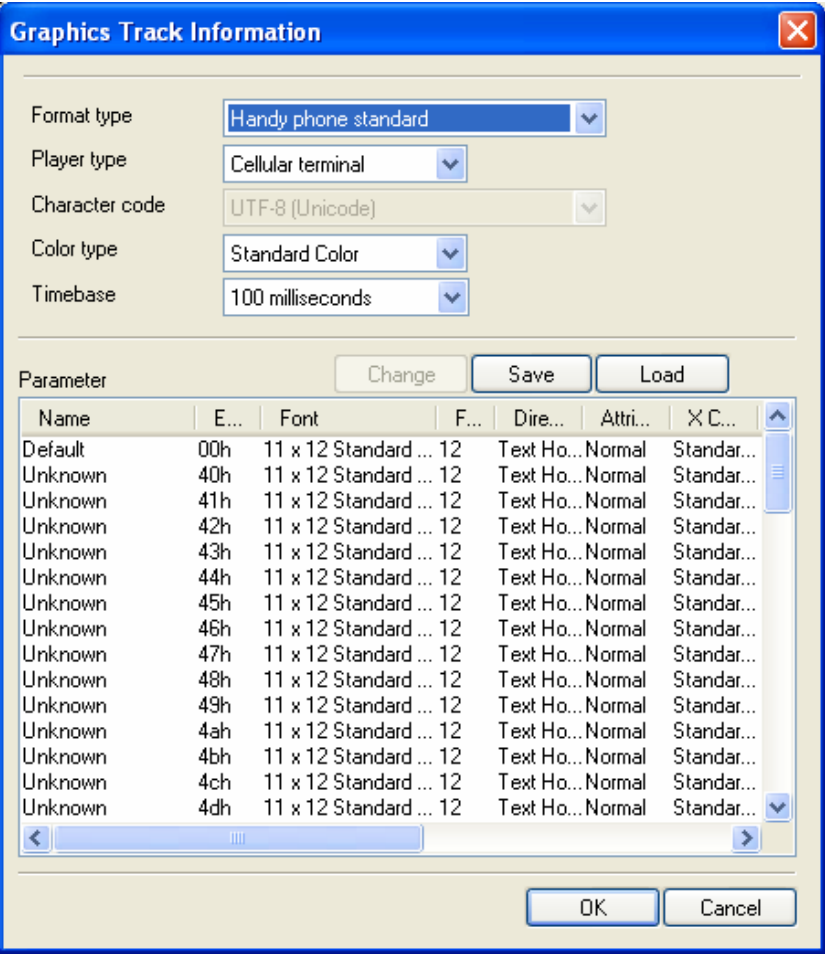 Graphics Track Information
Format type Handy phone standard
Player type Cellular terminal
Character code UTF-8 (Unicode)
Color type Standard Color
Timebase 100 milliseconds
Parameter Change Save Load
Name E... Font F... Dire... Attri... X C...
Default 00h 11 x 12 Standard ... 12 Text Ho... Normal Standar...
Unknown 40h 11 x 12 Standard ... 12 Text Ho... Normal Standar...
Unknown 41h 11 x 12 Standard ... 12 Text Ho... Normal Standar...
Unknown 42h 11 x 12 Standard ... 12 Text Ho... Normal Standar...
Unknown 43h 11 x 12 Standard ... 12 Text Ho... Normal Standar...
Unknown 44h 11 x 12 Standard ... 12 Text Ho... Normal Standar...
Unknown 45h 11 x 12 Standard ... 12 Text Ho... Normal Standar...
Unknown 46h 11 x 12 Standard ... 12 Text Ho... Normal Standar...
Unknown 47h 11 x 12 Standard ... 12 Text Ho... Normal Standar...
Unknown 48h 11 x 12 Standard ... 12 Text Ho... Normal Standar...
Unknown 49h 11 x 12 Standard ... 12 Text Ho... Normal Standar...
Unknown 4ah 11 x 12 Standard ... 12 Text Ho... Normal Standar...
Unknown 4bh 11 x 12 Standard ... 12 Text Ho... Normal Standar...
Unknown 4ch 11 x 12 Standard ... 12 Text Ho... Normal Standar...
Unknown 4dh 11 x 12 Standard ... 12 Text Ho... Normal Standar...
OK Cancel